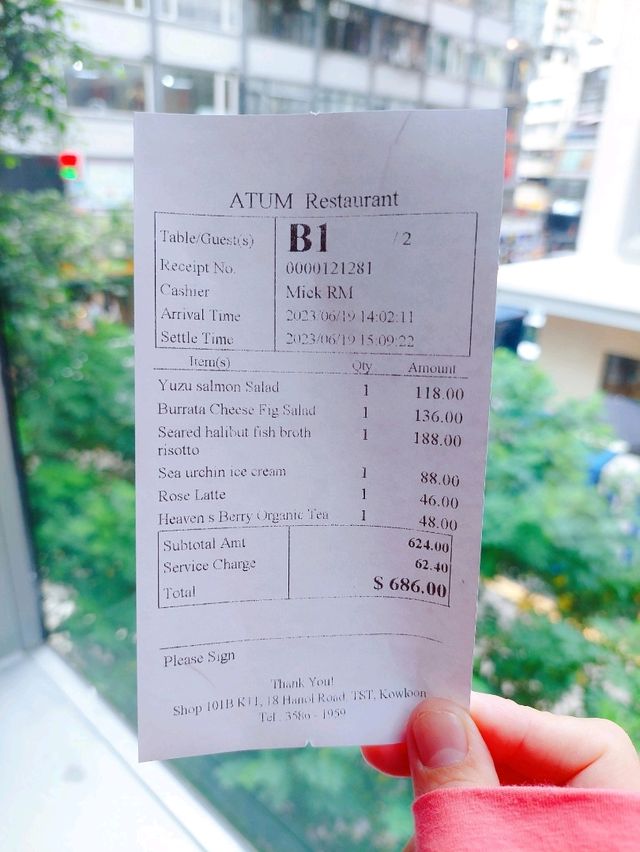 ATUM Restaurant
Table/Guest(s) B1 / 2
Receipt No. 0000121281
Cashier Mick RM
Arrival Time 2023/06/19 14:02:11
Settle Time 2023/06/19 15:09:22
Item(s) Qty Amount
Yuzu salmon Salad 1 118.00
Burrata Cheese Fig Salad 1 136.00
Seared halibut fish broth 1 188.00
risotto
Sea urchin ice cream 1 88.00
Rose Latte 1 46.00
Heaven s Berry Organic Tea 1 48.00
Subtotal Amt 624.00
Service Charge 62.40
Total $ 686.00
Please Sign
Thank You!
Shop 101B K11, 18 Hanoi Road, TST, Kowloon
Tel : 3580 - 1959